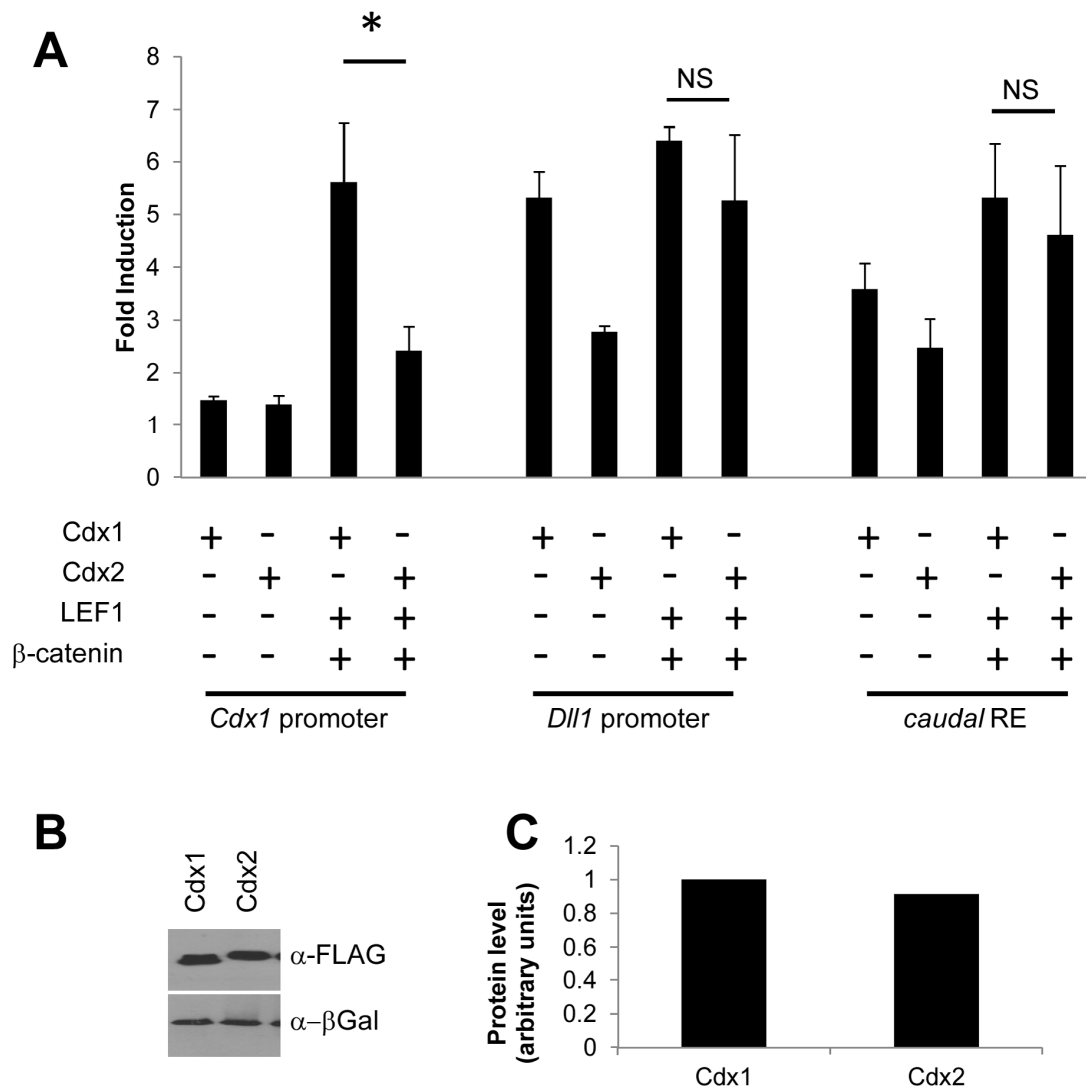 A
*
NS
NS
8
7
6
5
4
3
2
1
0
Fold Induction
Cdx1 + - + - + - + - + - + -
Cdx2 - + - + - + - + - + - +
LEF1 - - + + - - + + - - + +
β-catenin - - + + - - + + - - + +
Cdx1 promoter
Dll1 promoter
caudal RE
B
Cdx1
Cdx2
α-FLAG
α–βGal
C
1.2
1
0.8
0.6
0.4
0.2
0
Protein level
(arbitrary units)
Cdx1
Cdx2